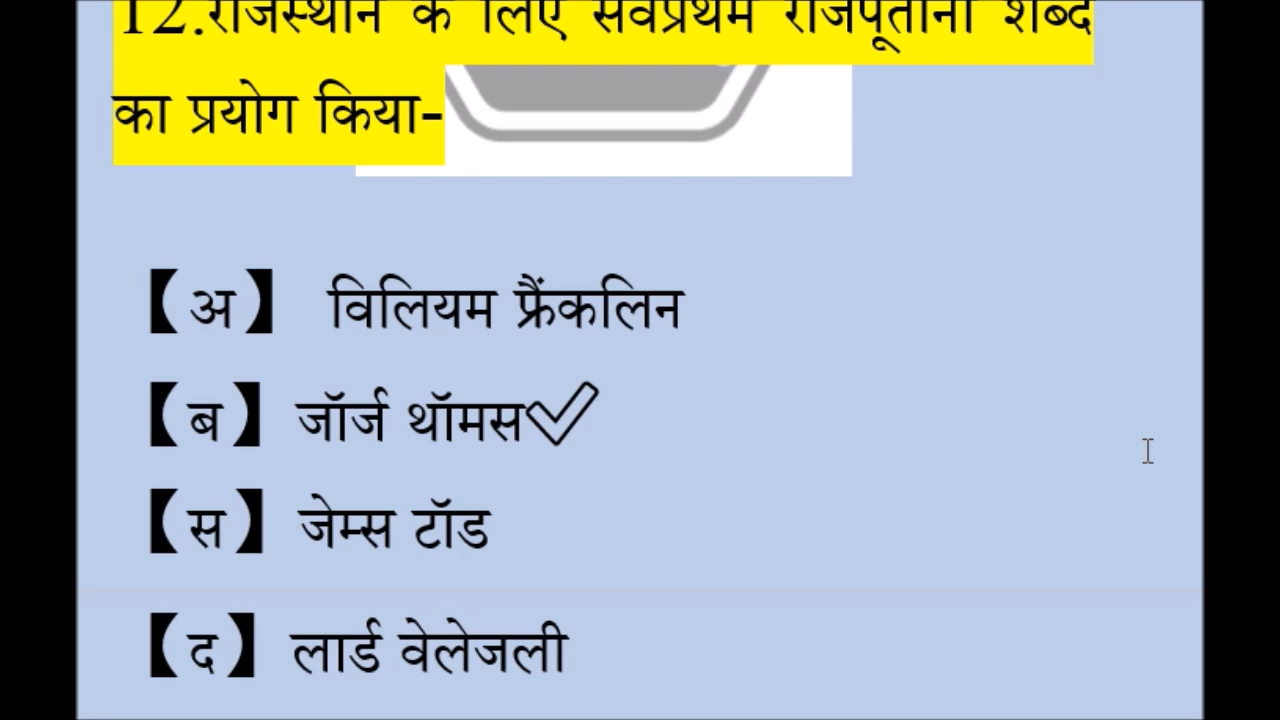 12.राजस्थान के लिए सर्वप्रथम राजपूताना शब्द
का प्रयोग किया-
【अ】 विलियम फ्रैंकलिन
【ब】 जॉर्ज थॉमस✓
【स】 जेम्स टॉड
【द】 लार्ड वेलेजली